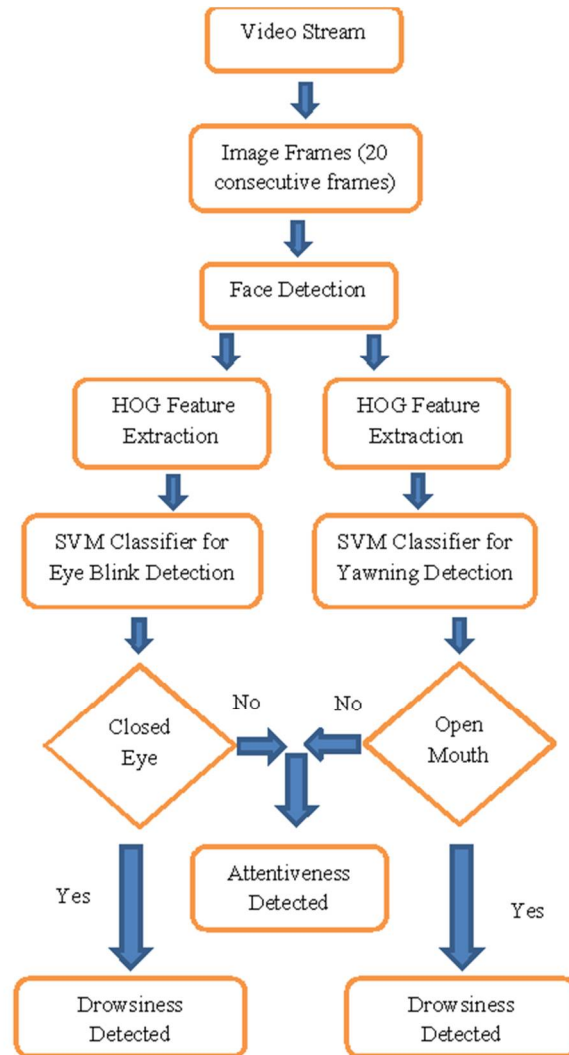 Video Stream
Image Frames (20
consecutive frames)
Face Detection
HOG Feature
Extraction
HOG Feature
Extraction
SVM Classifier for
Eye Blink Detection
SVM Classifier for
Yawning Detection
Closed
Eye
No
No
Open
Mouth
Attentiveness
Detected
Yes
Yes
Drowsiness
Detected
Drowsiness
Detected